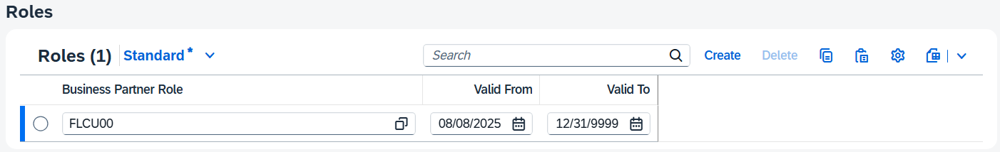 Roles
Roles (1) Standard * Search Create Delete
Business Partner Role Valid From Valid To
FLCU00 08/08/2025 12/31/9999